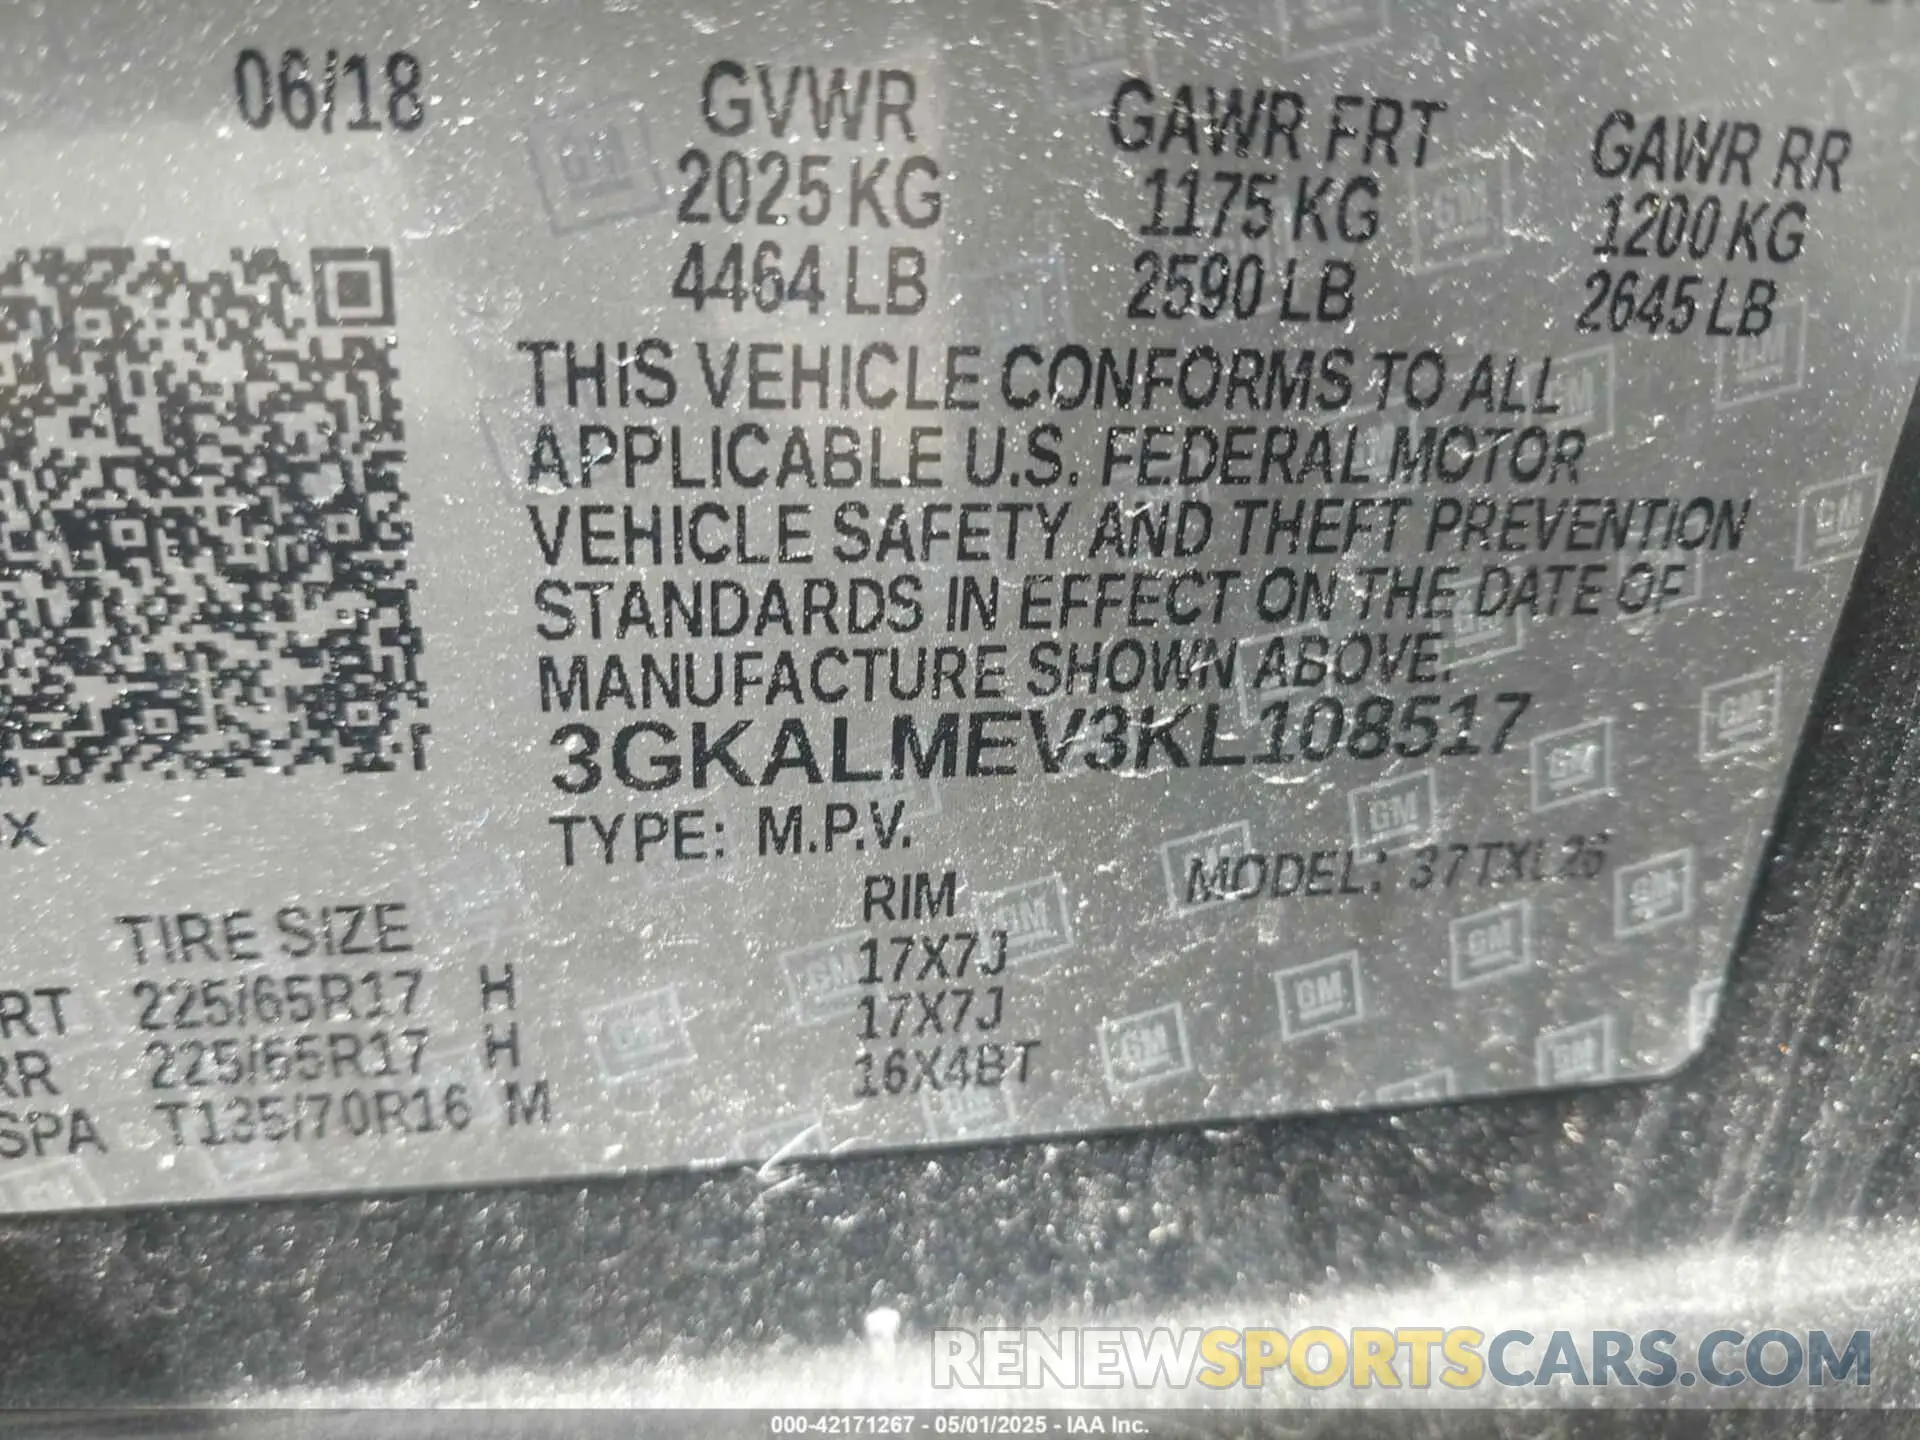 06/18
GVWR GAWR FRT GAWR RR
2025 KG 1175 KG 1200 KG
4464 LB 2590 LB 2645 LB
THIS VEHICLE CONFORMS TO ALL
APPLICABLE U.S. FEDERAL MOTOR
VEHICLE SAFETY AND THEFT PREVENTION
STANDARDS IN EFFECT ON THE DATE OF
MANUFACTURE SHOWN ABOVE.
3GKALMEV3KL108517
TYPE: M.P.V. MODEL: 37TXL26
TIRE SIZE RIM
RT 225/65R17 H 17X7J
RR 225/65R17 H 17X7J
SPA T135/70R16 M 16X4BT
RENEWSPORTSCARS.COM
000-42171267 - 05/01/2025 - IAA Inc.